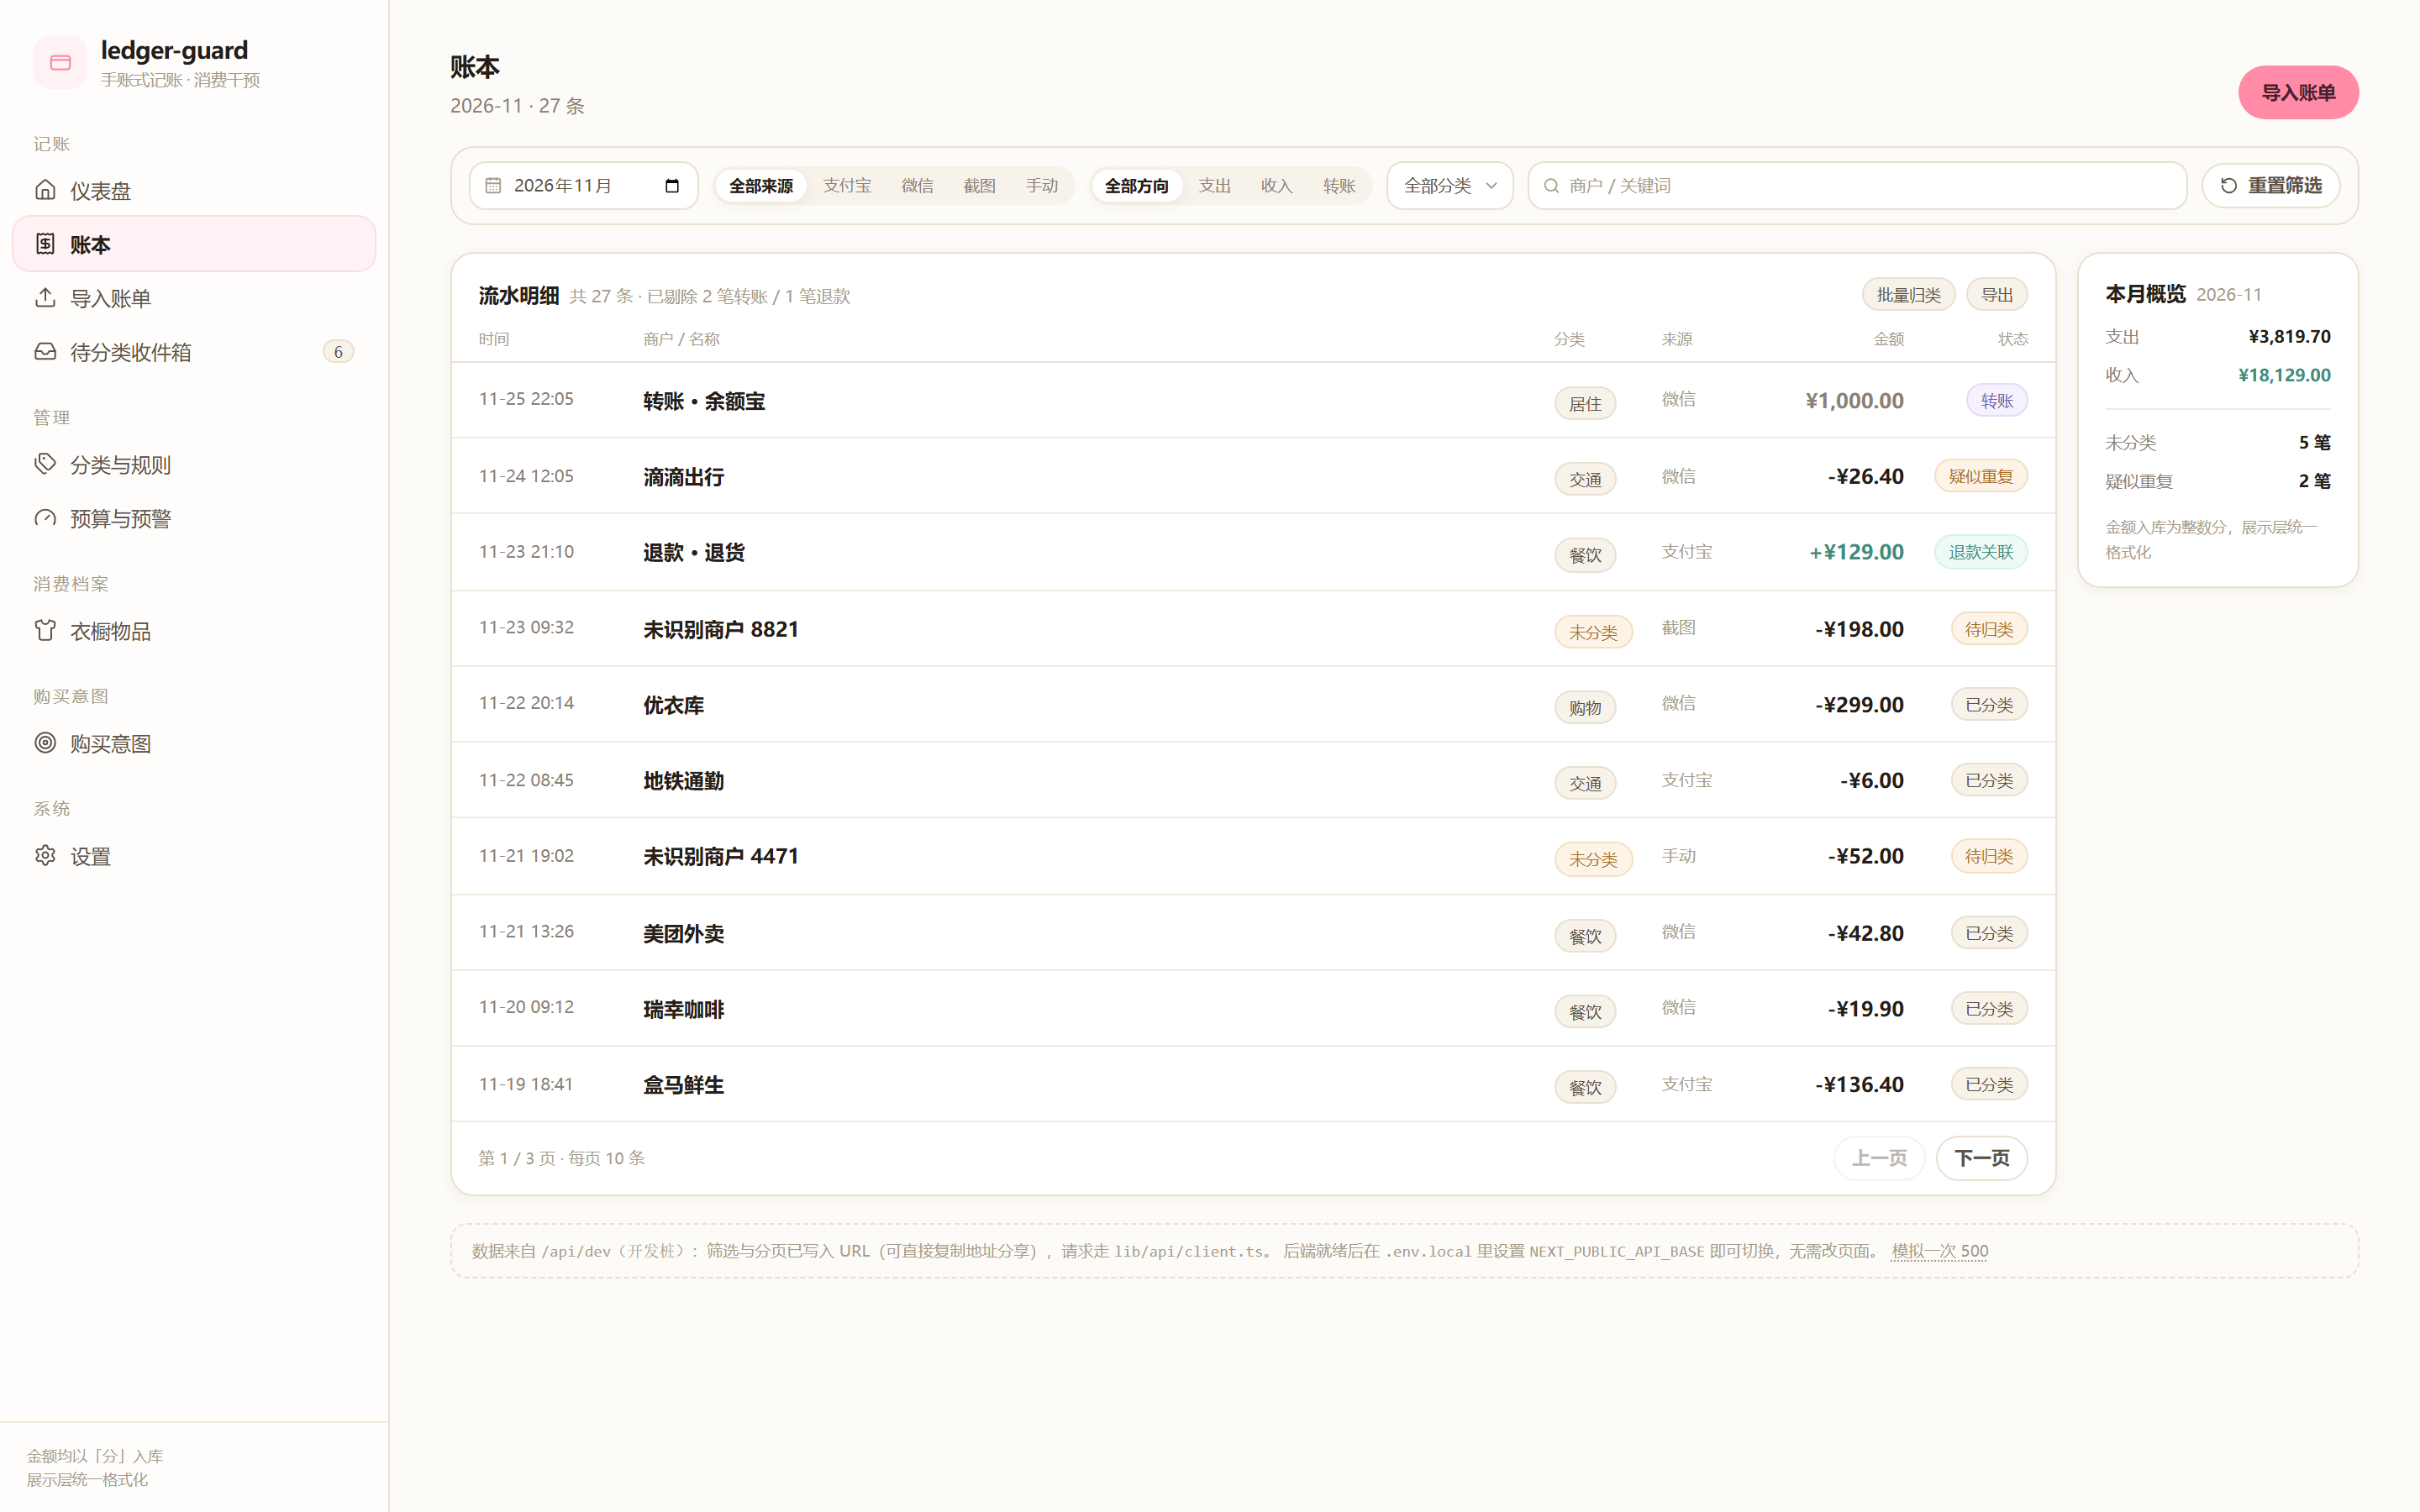 ledger-guard
手账式记账 · 消费干预
记账
仪表盘
账本
导入账单
待分类收件箱 6
管理
分类与规则
预算与预警
消费档案
衣橱物品
购买意图
购买意图
系统
设置
金额均以「分」入库
展示层统一格式化
账本
2026-11 · 27 条
导入账单
2026年11月 全部来源 支付宝 微信 截图 手动 全部方向 支出 收入 转账 全部分类 商户 / 关键词 重置筛选
流水明细 共 27 条 · 已剔除 2 笔转账 / 1 笔退款 批量归类 导出
时间 商户 / 名称 分类 来源 金额 状态
11-25 22:05 转账 • 余额宝 居住 微信 ¥1,000.00 转账
11-24 12:05 滴滴出行 交通 微信 -¥26.40 疑似重复
11-23 21:10 退款 • 退货 餐饮 支付宝 +¥129.00 退款关联
11-23 09:32 未识别商户 8821 未分类 截图 -¥198.00 待归类
11-22 20:14 优衣库 购物 微信 -¥299.00 已分类
11-22 08:45 地铁通勤 交通 支付宝 -¥6.00 已分类
11-21 19:02 未识别商户 4471 未分类 手动 -¥52.00 待归类
11-21 13:26 美团外卖 餐饮 微信 -¥42.80 已分类
11-20 09:12 瑞幸咖啡 餐饮 微信 -¥19.90 已分类
11-19 18:41 盒马鲜生 餐饮 支付宝 -¥136.40 已分类
第 1 / 3 页 · 每页 10 条 上一页 下一页
本月概览 2026-11
支出 ¥3,819.70
收入 ¥18,129.00
未分类 5 笔
疑似重复 2 笔
金额入库为整数分，展示层统一
格式化
数据来自 /api/dev（开发桩）：筛选与分页已写入 URL（可直接复制地址分享），请求走 lib/api/client.ts。 后端就绪后在 .env.local 里设置 NEXT_PUBLIC_API_BASE 即可切换，无需改页面。 模拟一次 500